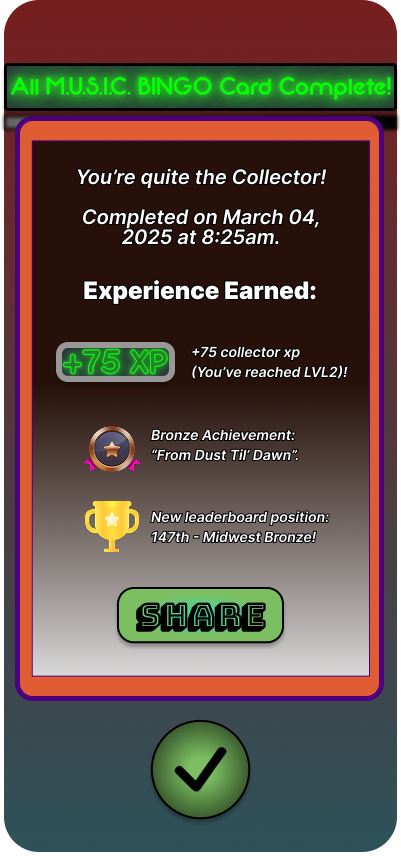 All M.U.S.I.C. BINGO Card Complete!
You’re quite the Collector!
Completed on March 04,
2025 at 8:25am.
Experience Earned:
+75 XP
+75 collector xp
(You’ve reached LVL2)!
Bronze Achievement:
“From Dust Til’ Dawn”.
New leaderboard position:
147th - Midwest Bronze!
SHARE